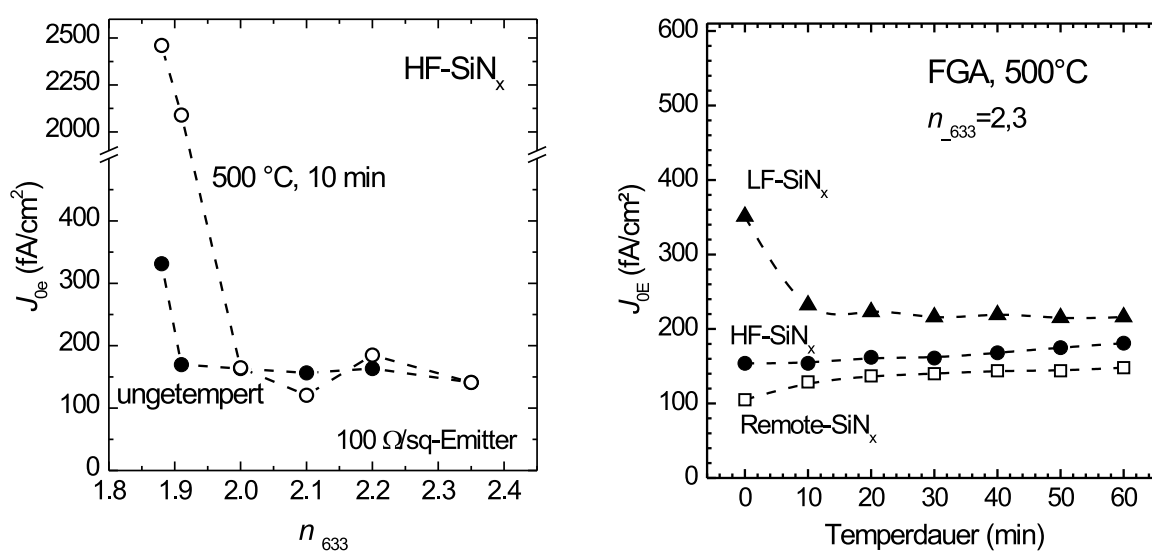 2500
2250
2000
400
300
200
100
0
J0e (fA/cm²)
HF-SiNx
500 °C, 10 min
ungetempert
100 Ω/sq-Emitter
1.8 1.9 2.0 2.1 2.2 2.3 2.4
n_633
600
500
400
300
200
100
0
J0E (fA/cm²)
FGA, 500°C
n_633=2,3
LF-SiNx
HF-SiNx
Remote-SiNx
0 10 20 30 40 50 60
Temperdauer (min)